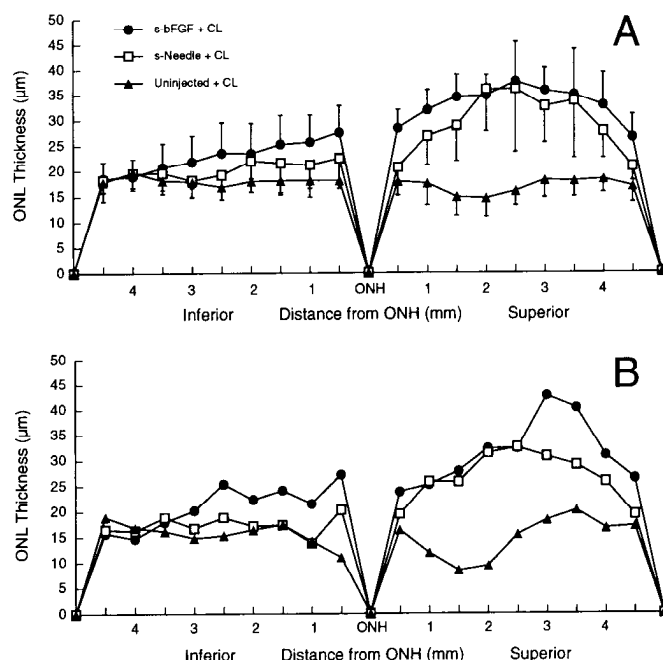 A
50
45
40
35
30
25
20
15
10
5
0
ONL Thickness (µm)
s-bFGF + CL
s-Needle + CL
Uninjected + CL
4 3 2 1 ONH 1 2 3 4
Inferior Distance from ONH (mm) Superior
B
50
45
40
35
30
25
20
15
10
5
0
ONL Thickness (µm)
4 3 2 1 ONH 1 2 3 4
Inferior Distance from ONH (mm) Superior